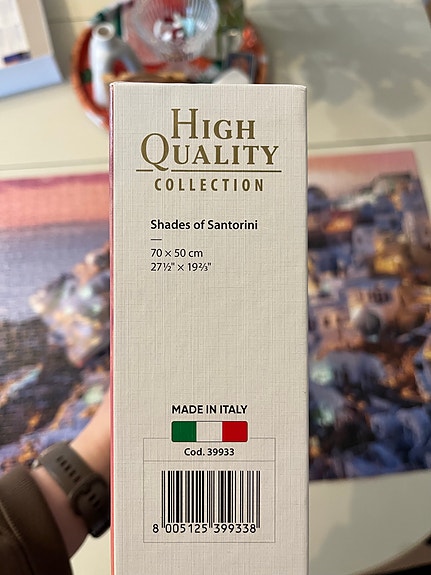 HIGH
QUALITY
COLLECTION
Shades of Santorini
70 × 50 cm
27½" × 19⅔"
MADE IN ITALY
Cod. 39933
8 005125 399338